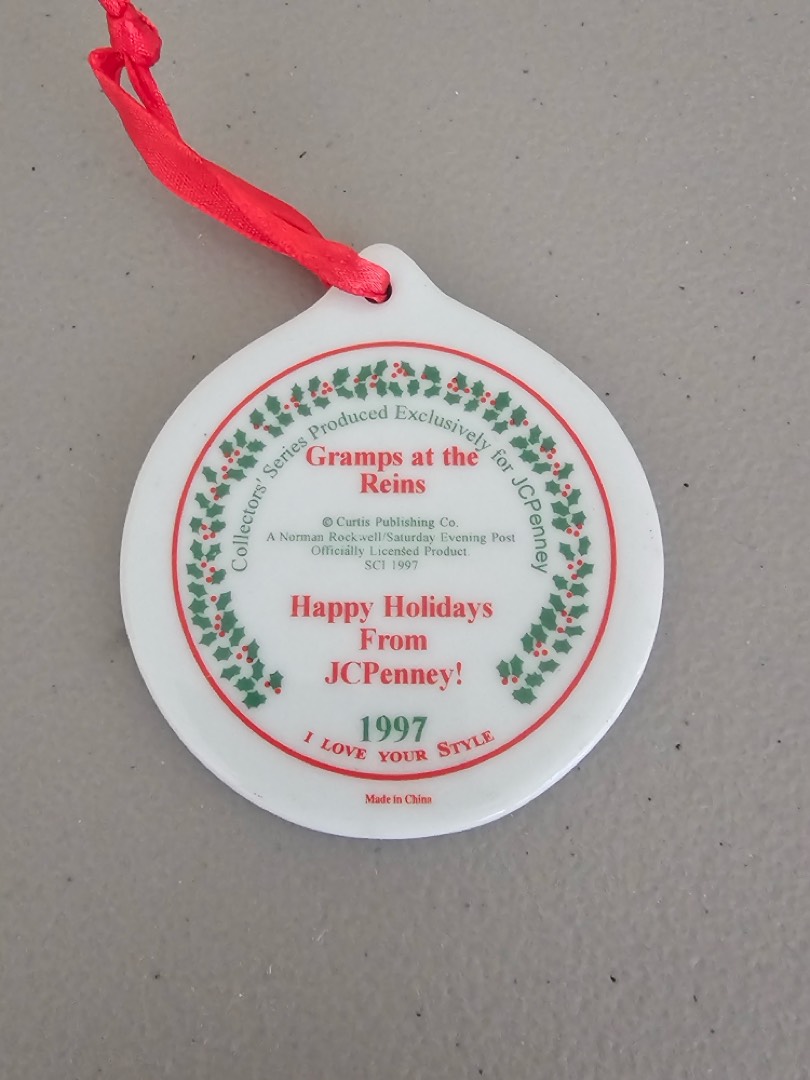 Collectors' Series Produced Exclusively for JCPenney
Gramps at the
Reins
© Curtis Publishing Co.
A Norman Rockwell/Saturday Evening Post
Officially Licensed Product.
SCI 1997
Happy Holidays
From
JCPenney!
1997
I LOVE YOUR STYLE
Made in China